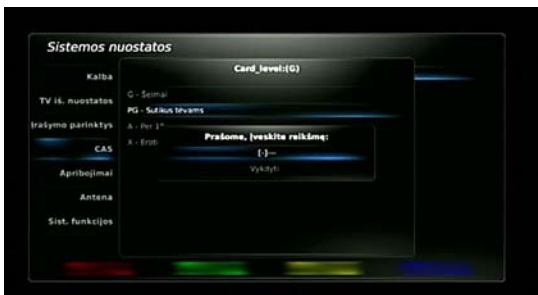 Sistemos nuostatos
Card_level:(G)
Kalba
G - Šeimai
TV iš. nuostatos
PG - Sutikus tėvams
Įrašymo parinktys
A - Per 1
Prašome, įveskite reikšmę:
CAS
X - Eroti
[-]---
Apribojimai
Vykdyti
Antena
Sist. funkcijos